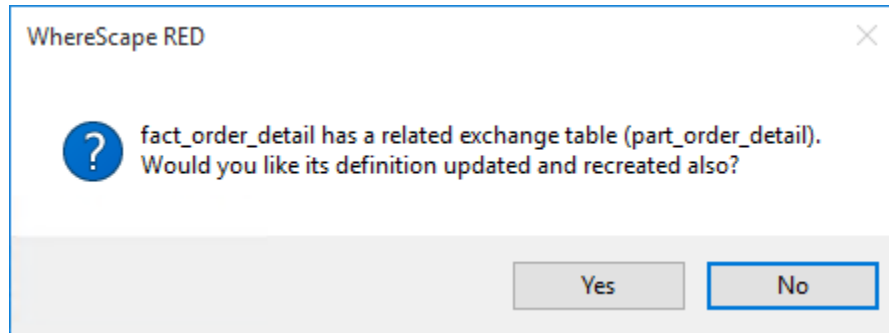 WhereScape RED
fact_order_detail has a related exchange table (part_order_detail).
Would you like its definition updated and recreated also?
Yes
No